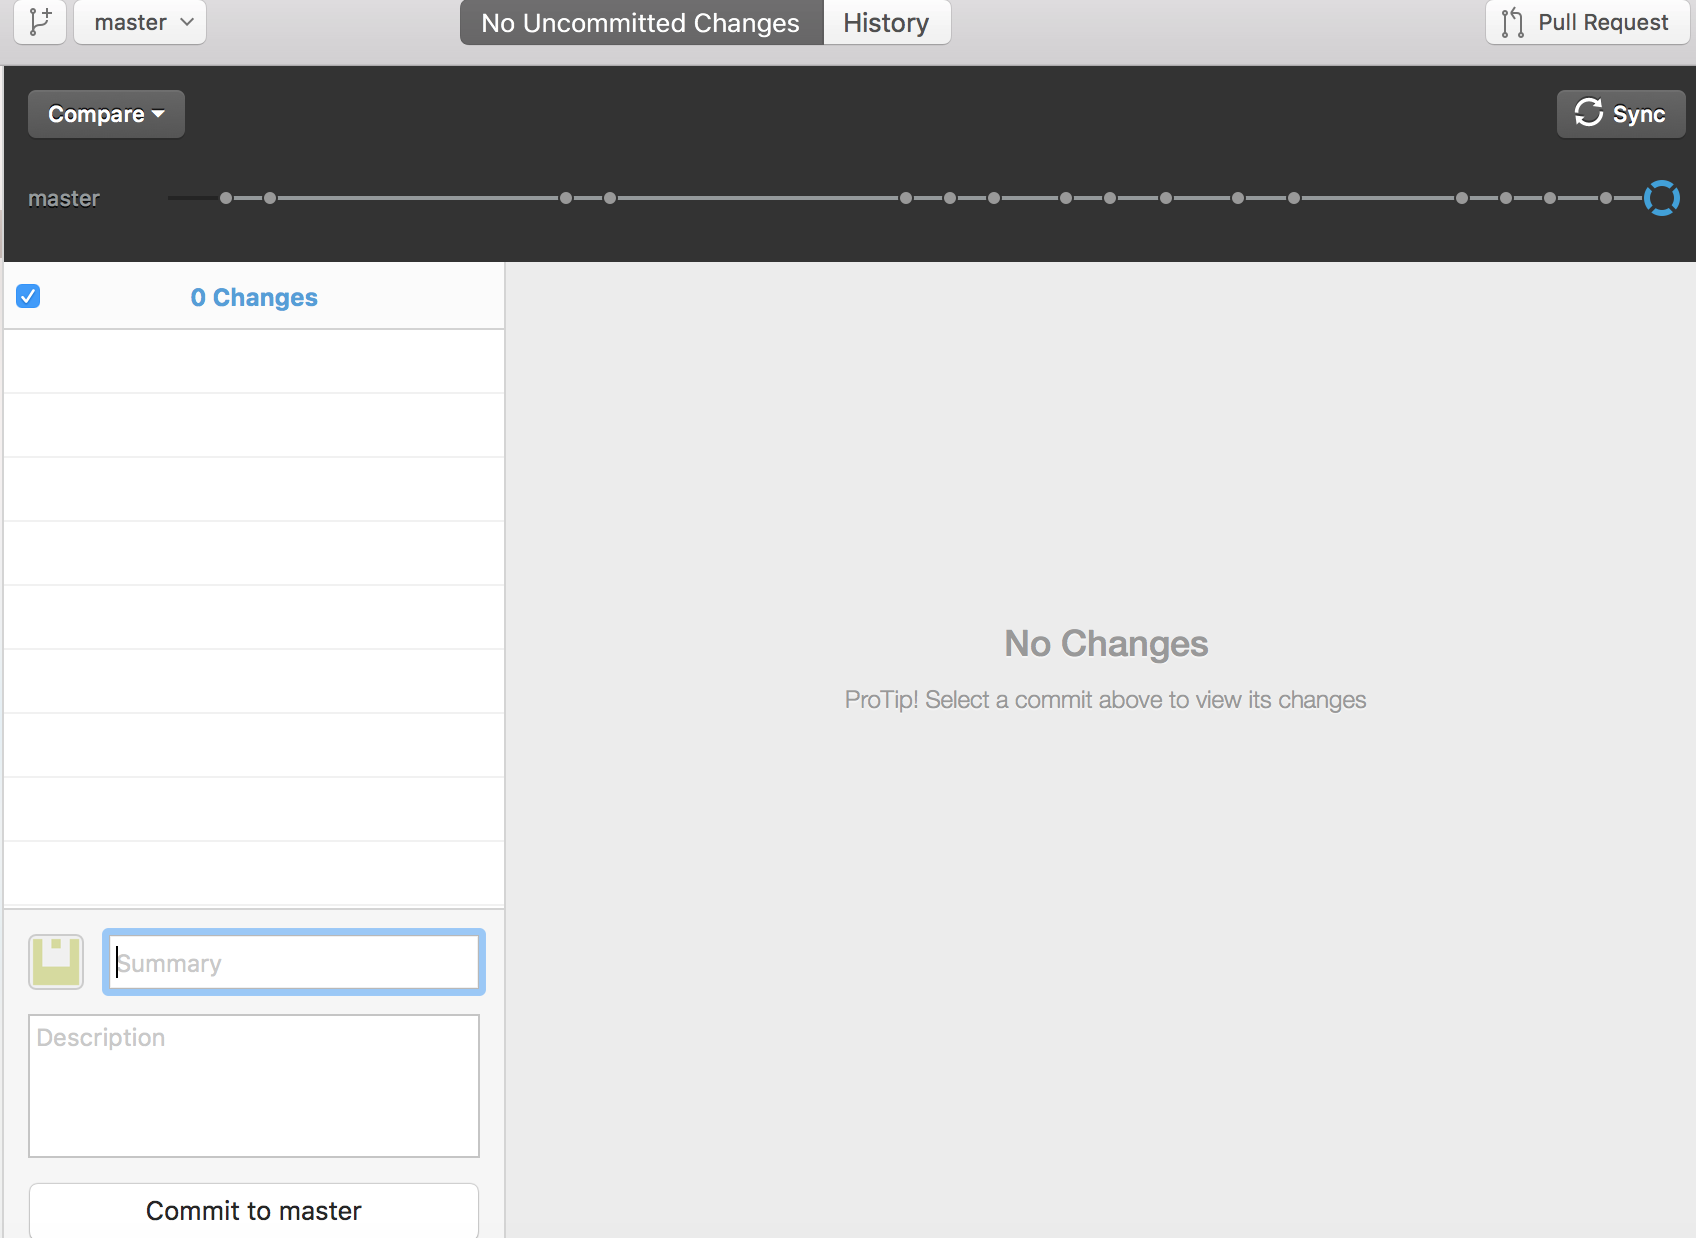 master
No Uncommitted Changes
History
Pull Request
Compare
Sync
master
0 Changes
No Changes
ProTip! Select a commit above to view its changes
Summary
Description
Commit to master